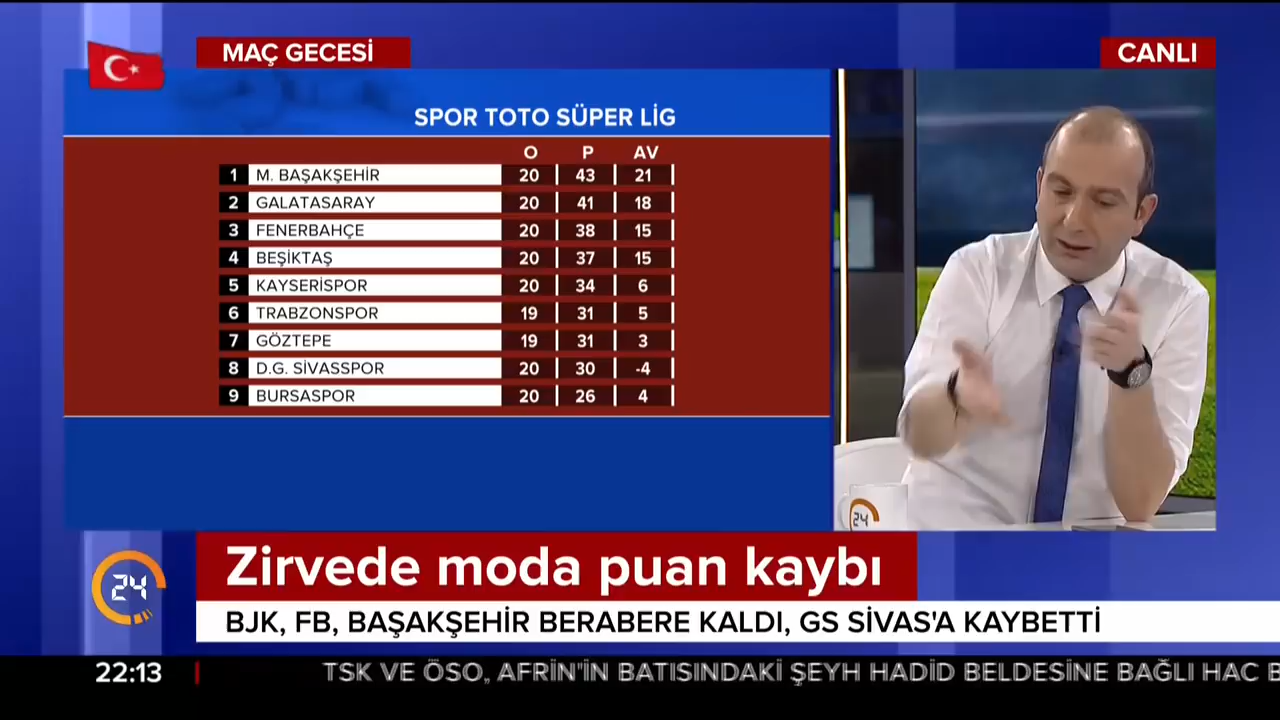 MAÇ GECESİ
CANLI
SPOR TOTO SÜPER LİG
O P AV
1 M. BAŞAKŞEHİR 20 43 21
2 GALATASARAY 20 41 18
3 FENERBAHÇE 20 38 15
4 BEŞİKTAŞ 20 37 15
5 KAYSERİSPOR 20 34 6
6 TRABZONSPOR 19 31 5
7 GÖZTEPE 19 31 3
8 D.G. SİVASSPOR 20 30 -4
9 BURSASPOR 20 26 4
24
24
Zirvede moda puan kaybı
BJK, FB, BAŞAKŞEHİR BERABERE KALDI, GS SİVAS'A KAYBETTİ
22:13
TSK VE ÖSO, AFRİN'İN BATISINDAKİ ŞEYH HADİD BELDESİNE BAĞLI HAC